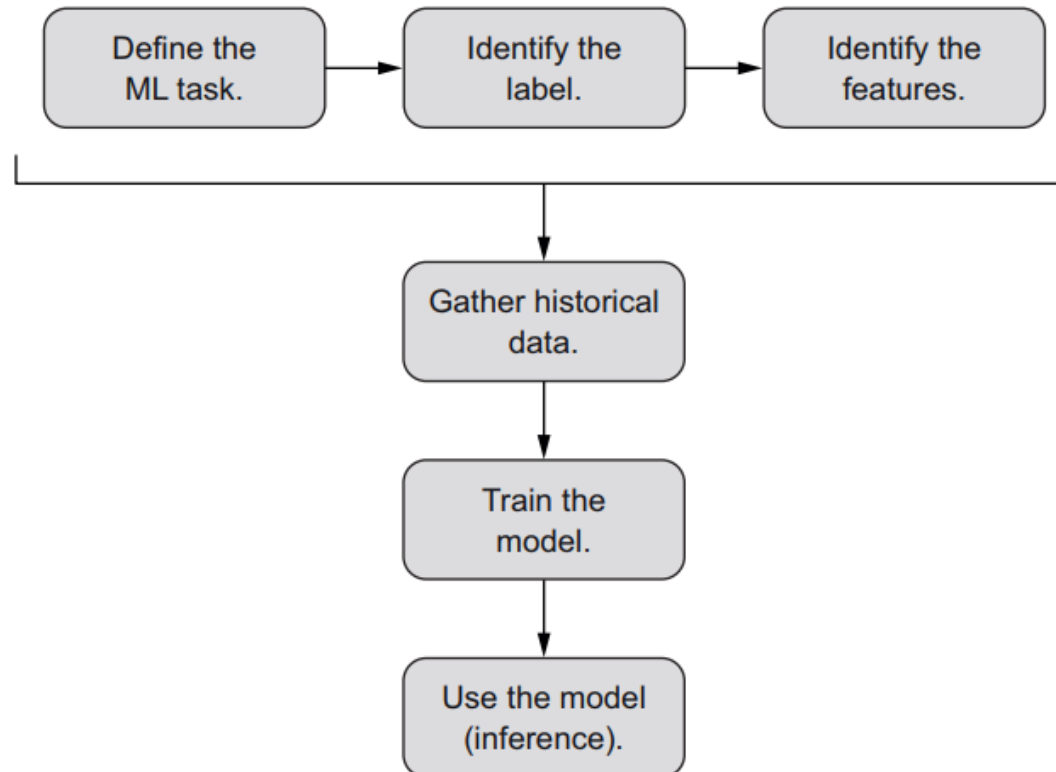 Define the
ML task.
Identify the
label.
Identify the
features.
Gather historical
data.
Train the
model.
Use the model
(inference).